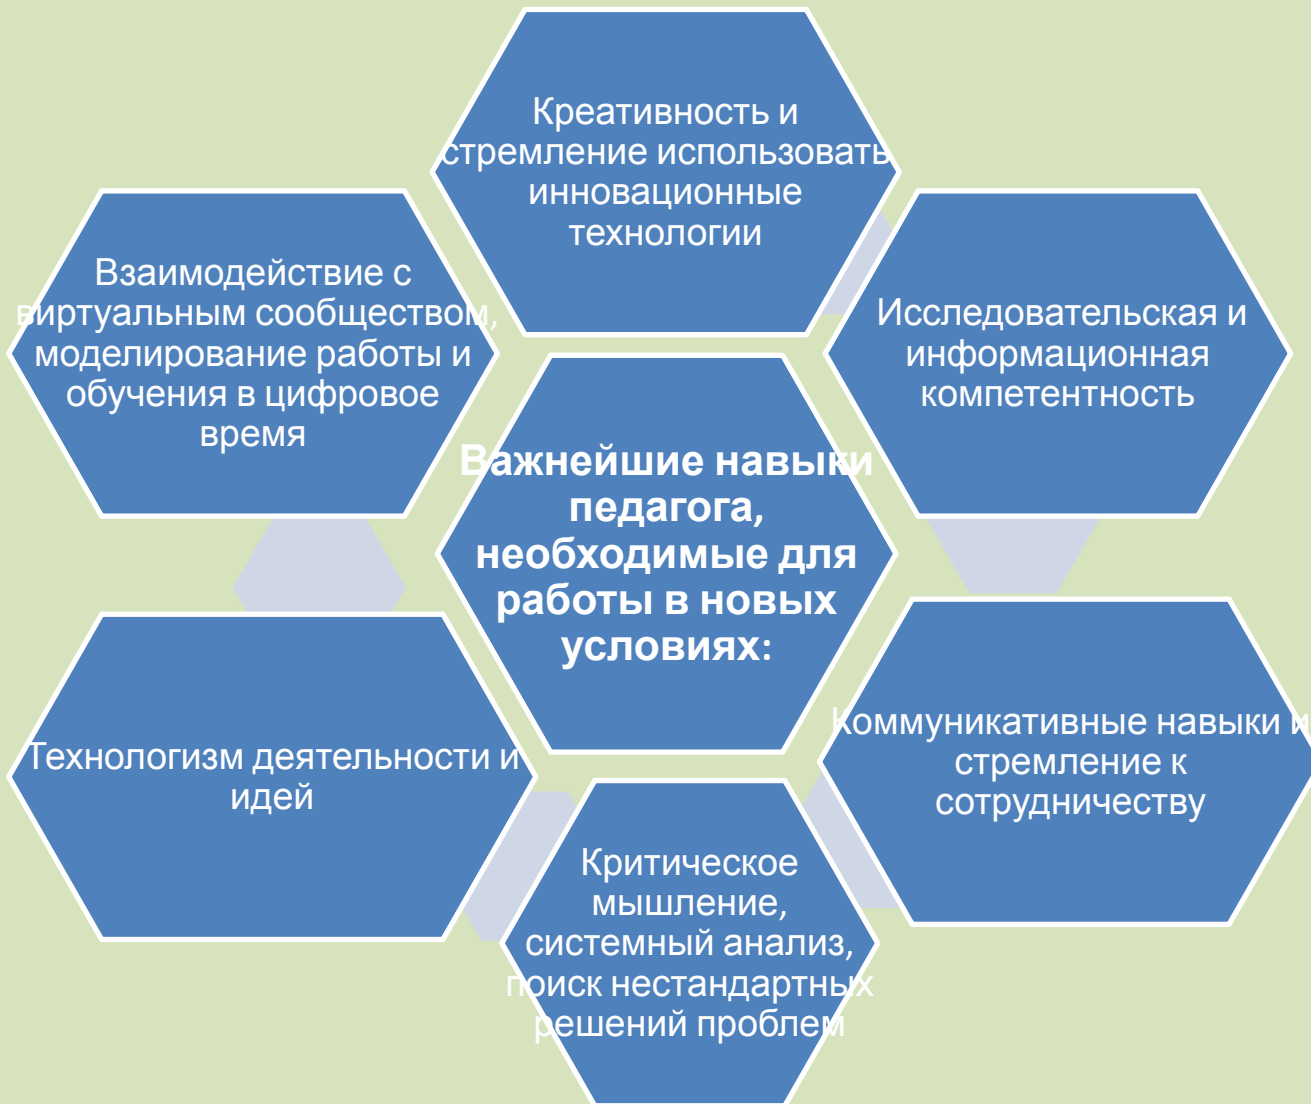 Креативность и
стремление использовать
инновационные
технологии
Взаимодействие с
виртуальным сообществом,
моделирование работы и
обучения в цифровое
время
Исследовательская и
информационная
компетентность
Важнейшие навыки
педагога,
необходимые для
работы в новых
условиях:
Технологизм деятельности и
идей
Коммуникативные навыки и
стремление к
сотрудничеству
Критическое
мышление,
системный анализ,
поиск нестандартных
решений проблем